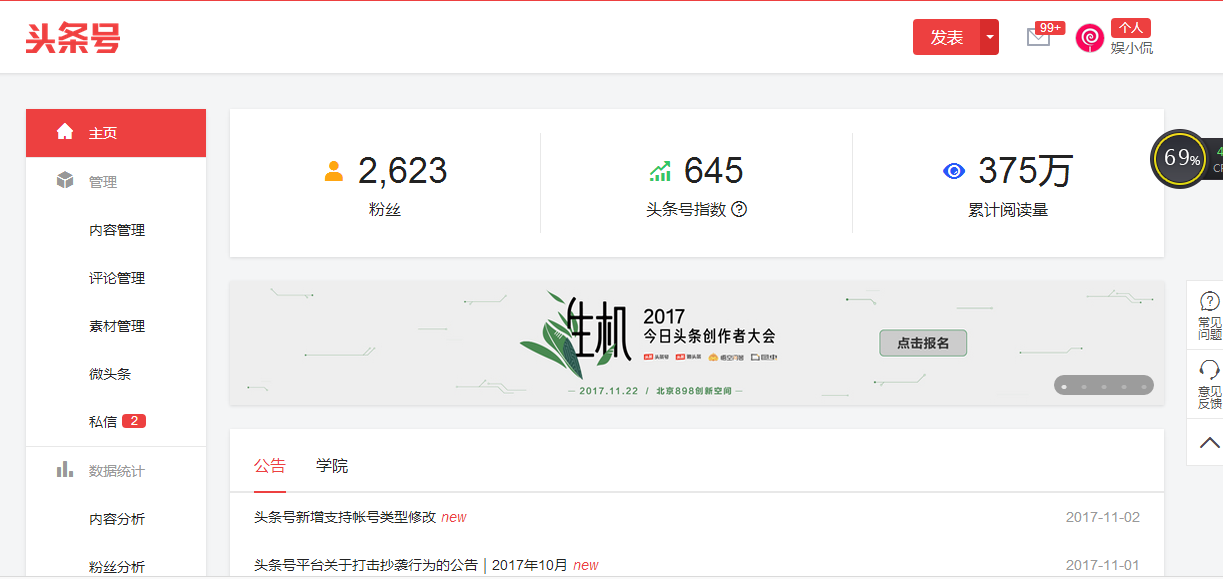 头条号
发表
99+
个人
娱小侃
主页
管理
内容管理
评论管理
素材管理
微头条
私信 2
数据统计
内容分析
粉丝分析
2,623
粉丝
645
头条号指数
375万
累计阅读量
69%
生机
2017
今日头条创作者大会
2017.11.22 / 北京898创新空间
点击报名
常见
问题
意见
反馈
公告 学院
头条号新增支持帐号类型修改 new 2017-11-02
头条号平台关于打击抄袭行为的公告 | 2017年10月 new 2017-11-01